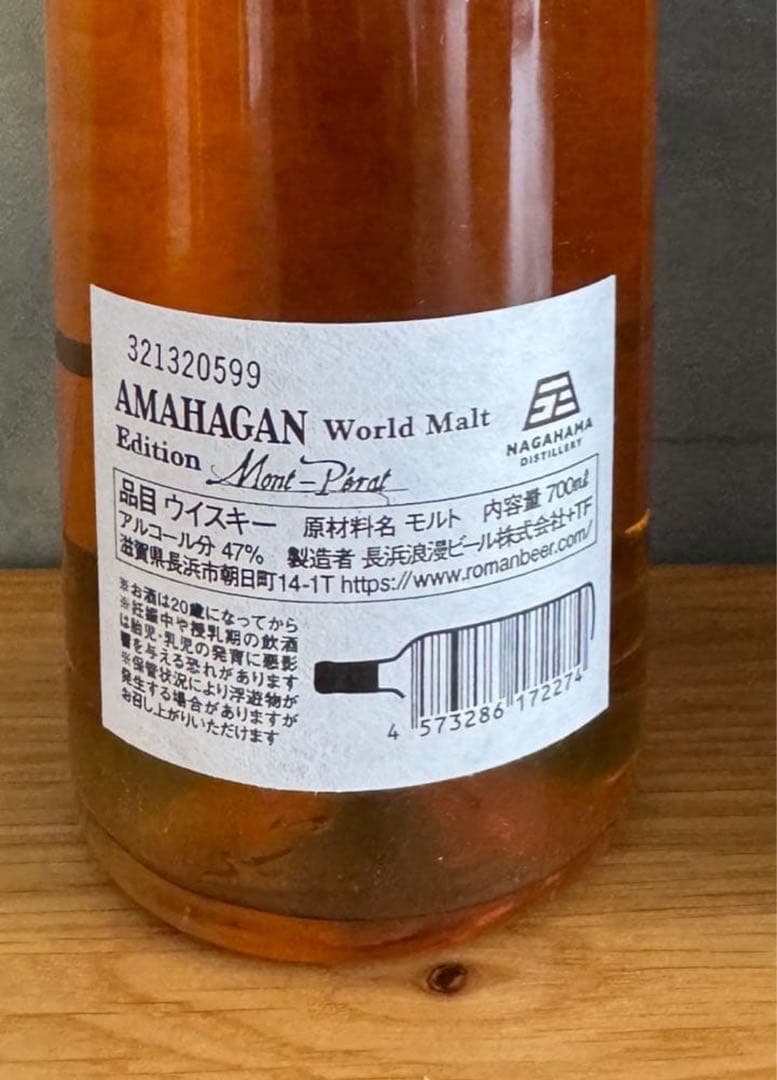 321320599
AMAHAGAN World Malt
Edition Mont-Pérat
NAGAHAMA
DISTILLERY
品目 ウイスキー 原材料名 モルト 内容量 700ml
アルコール分 47% 製造者 長浜浪漫ビール株式会社+TF
滋賀県長浜市朝日町14-1T https://www.romanbeer.com/
※お酒は20歳になってから
※妊娠中や授乳期の飲酒
は胎児・乳児の発育に悪影
響を与える恐れがあります
※保管状況により浮遊物が
発生する場合がありますが
お召し上がりいただけます
4 573286 172274